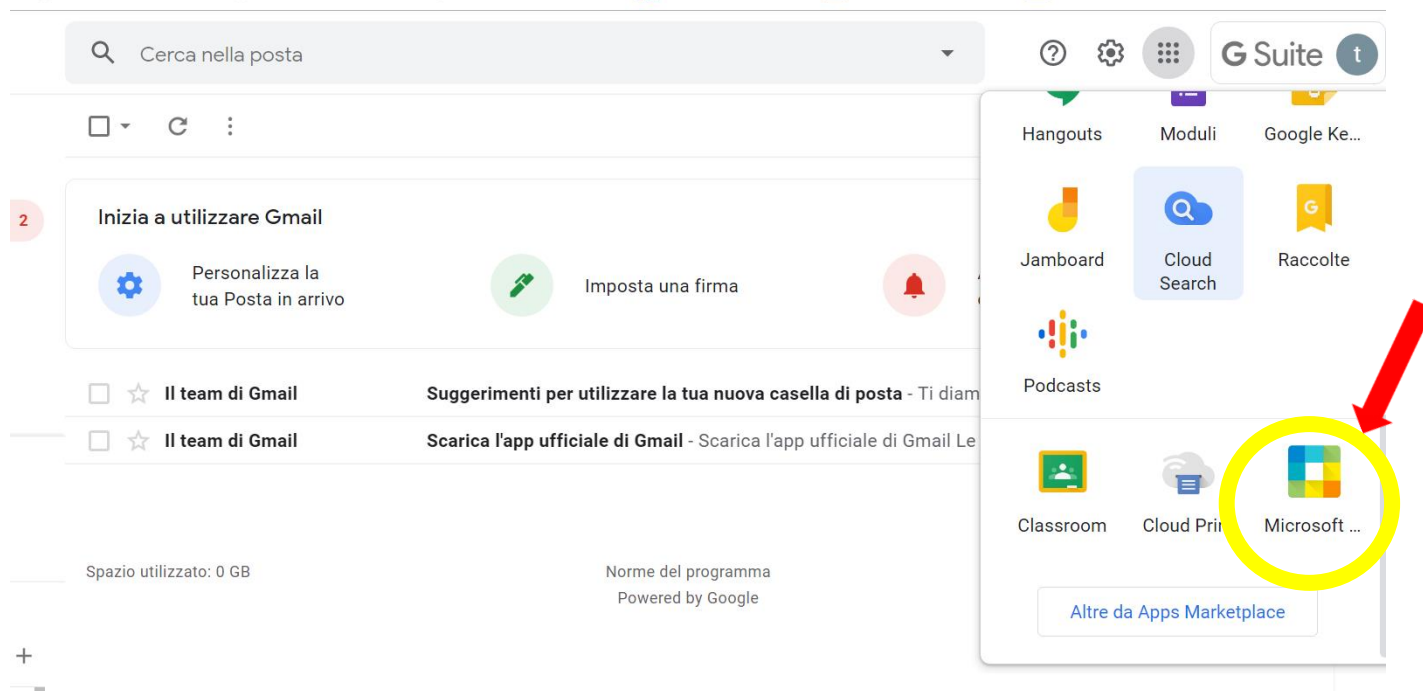 Cerca nella posta
G Suite
t
Hangouts
Moduli
Google Ke...
2
Inizia a utilizzare Gmail
Personalizza la
tua Posta in arrivo
Imposta una firma
Jamboard
Cloud
Search
G
Raccolte
Podcasts
Il team di Gmail
Suggerimenti per utilizzare la tua nuova casella di posta - Ti diam
Il team di Gmail
Scarica l'app ufficiale di Gmail - Scarica l'app ufficiale di Gmail Le
Classroom
Cloud Prin
Microsoft ...
Spazio utilizzato: 0 GB
Norme del programma
Powered by Google
Altre da Apps Marketplace